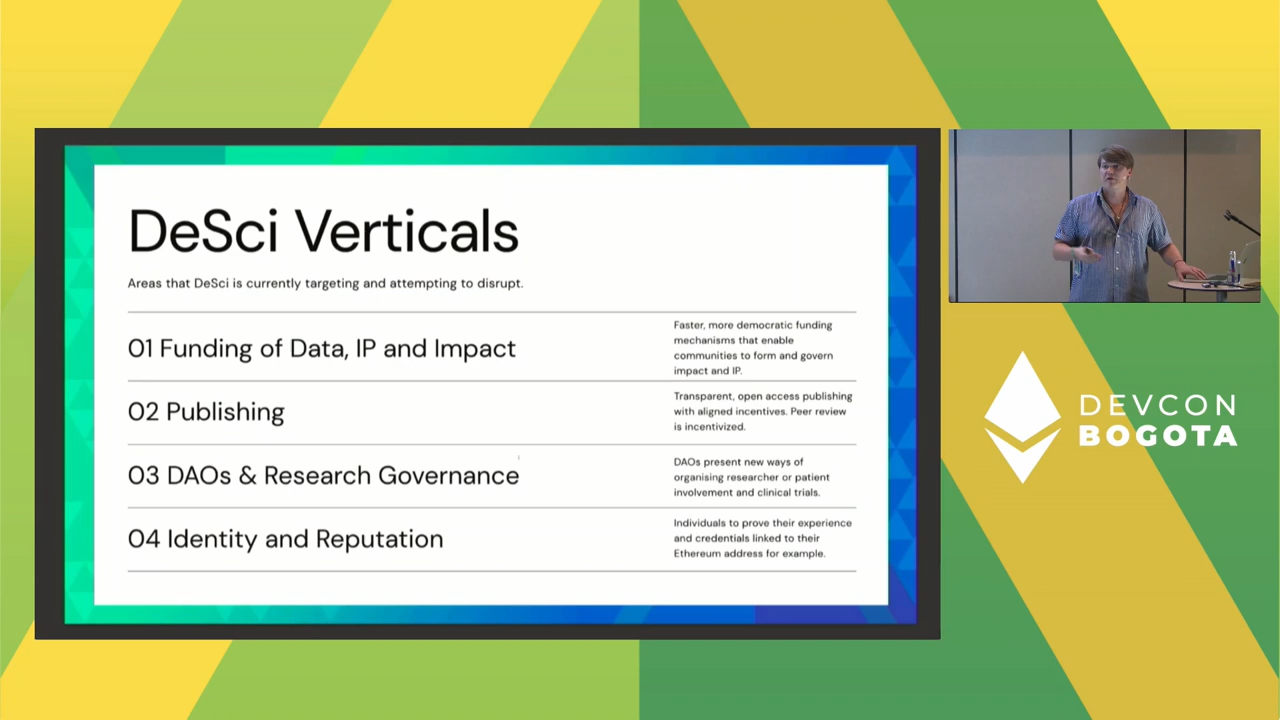 DeSci Verticals
Areas that DeSci is currently targeting and attempting to disrupt.
01 Funding of Data, IP and Impact
Faster, more democratic funding
mechanisms that enable
communities to form and govern
impact and IP.
02 Publishing
Transparent, open access publishing
with aligned incentives. Peer review
is incentivized.
03 DAOs & Research Governance
DAOs present new ways of
organising researcher or patient
involvement and clinical trials.
04 Identity and Reputation
Individuals to prove their experience
and credentials linked to their
Ethereum address for example.
DEVCON
BOGOTA